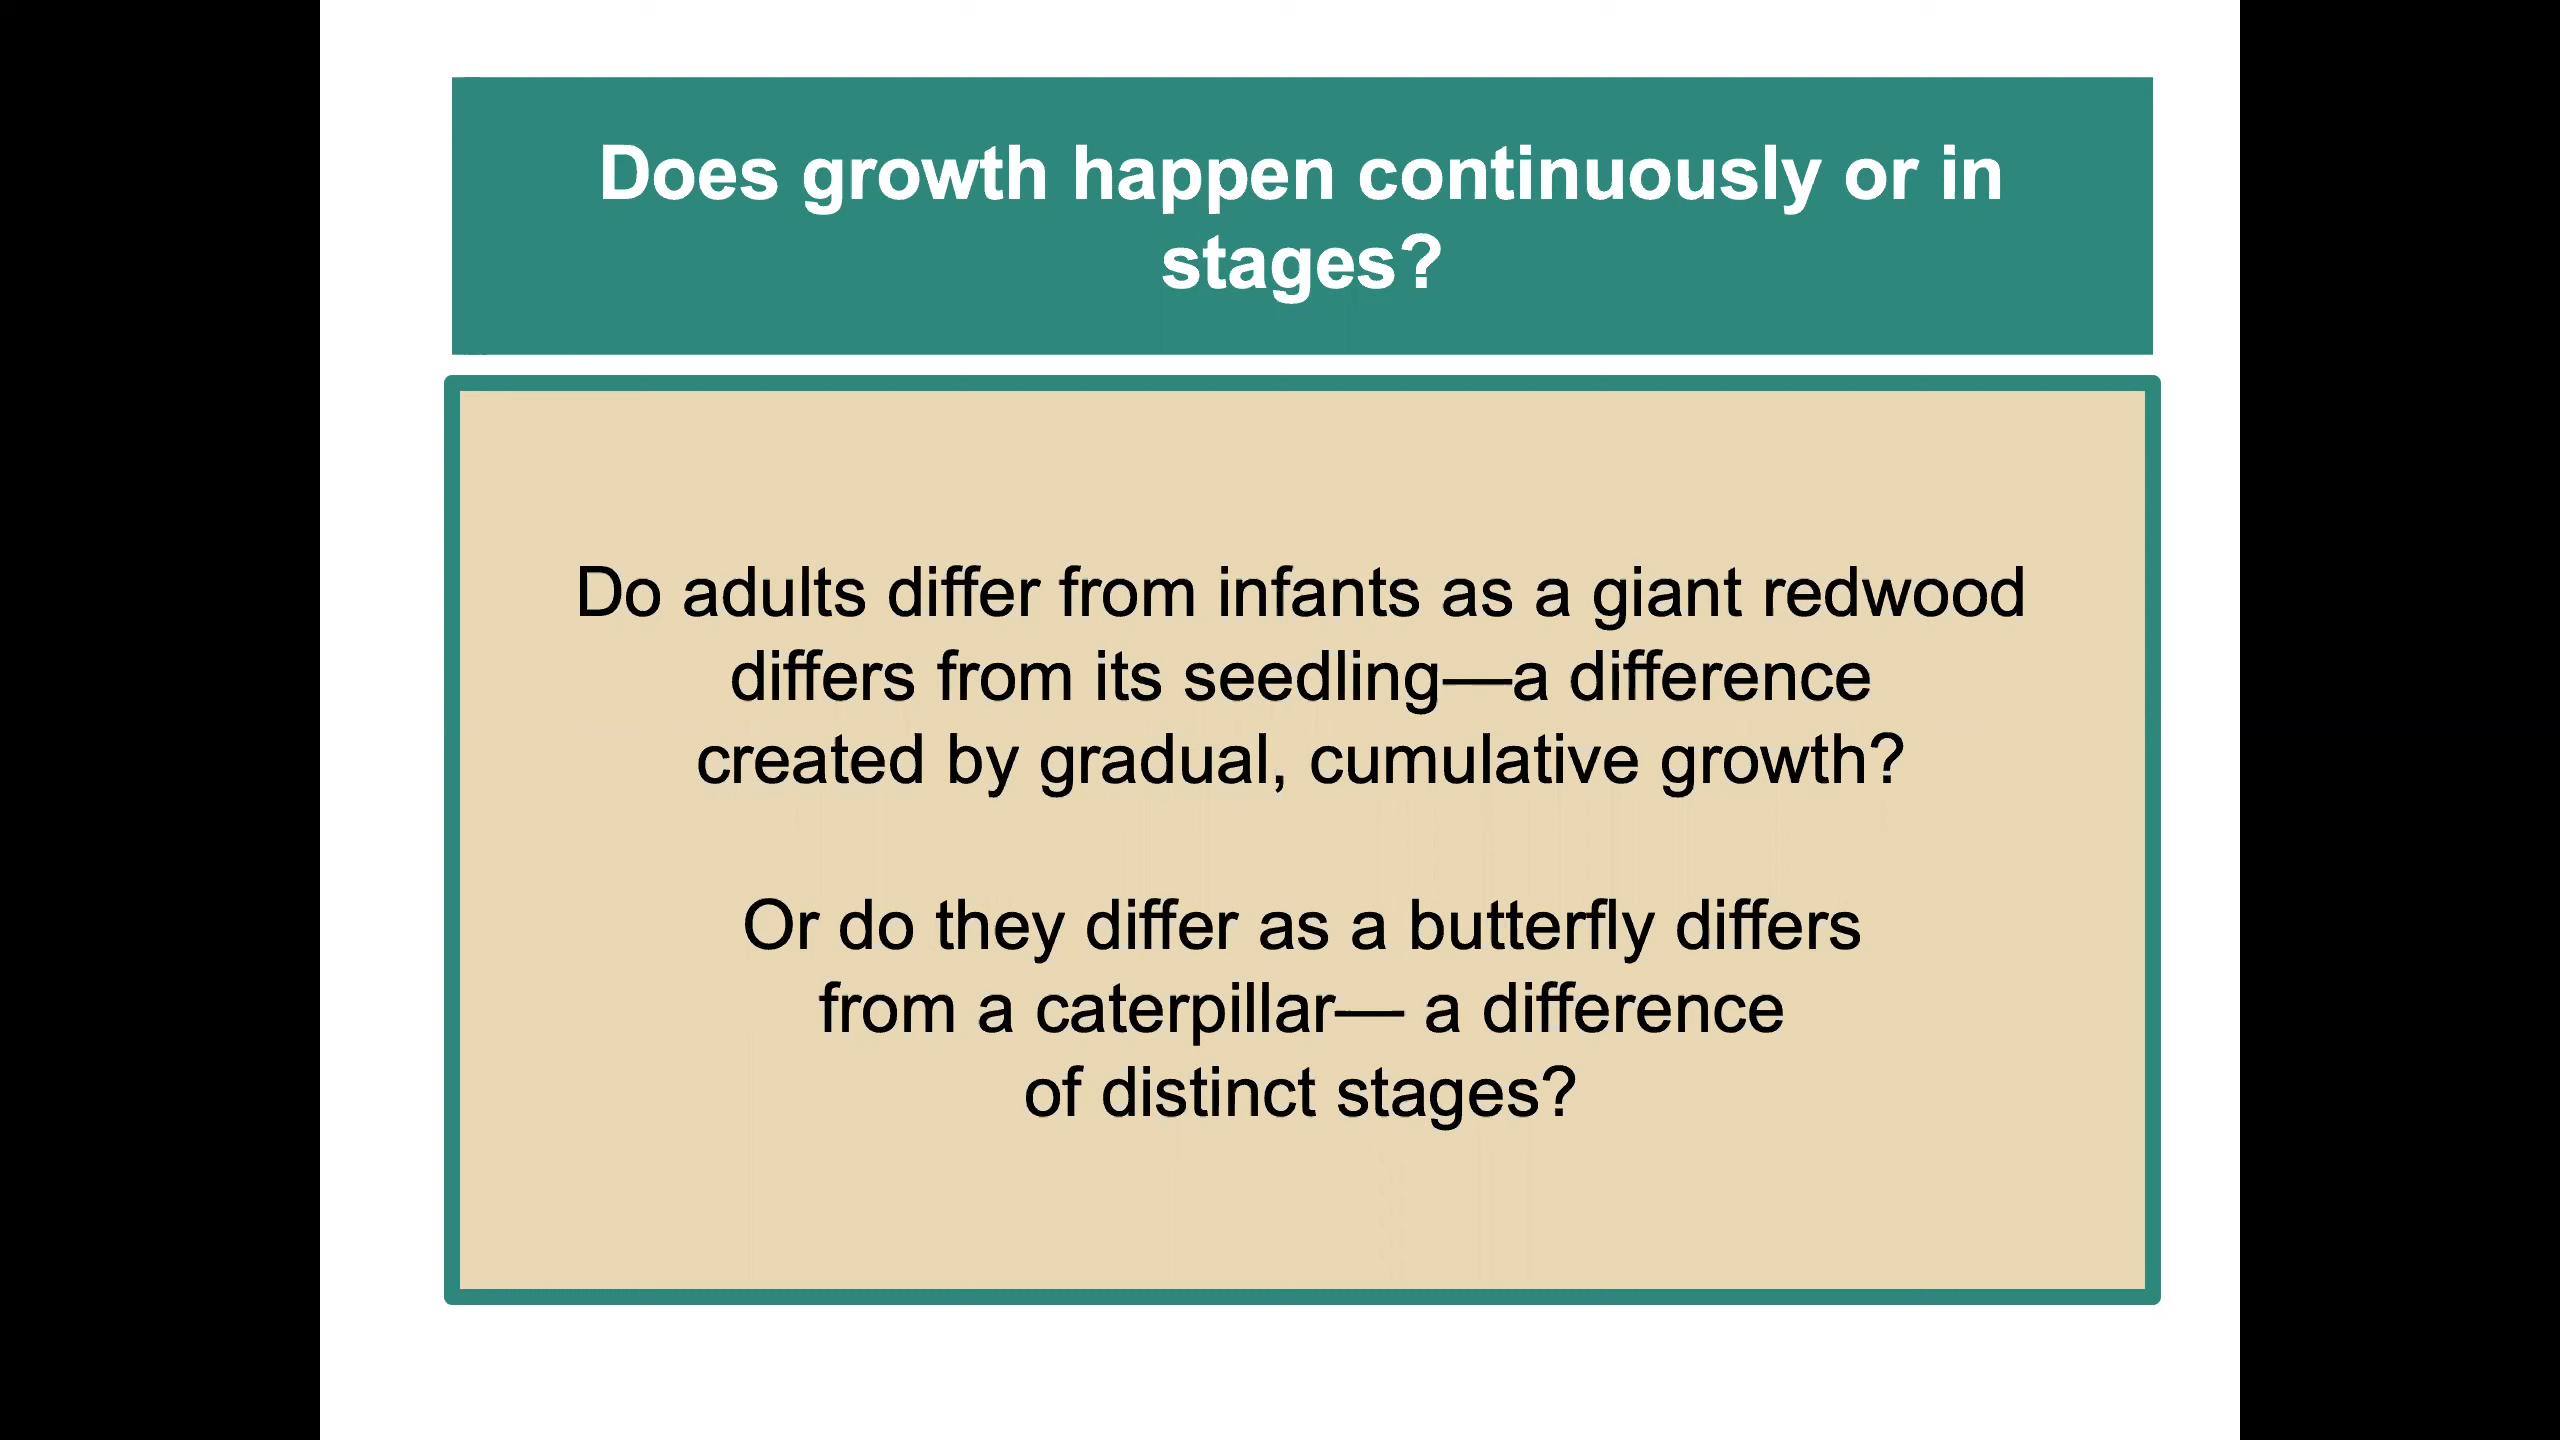 Does growth happen continuously or in
stages?
Do adults differ from infants as a giant redwood
differs from its seedling—a difference
created by gradual, cumulative growth?
Or do they differ as a butterfly differs
from a caterpillar— a difference
of distinct stages?